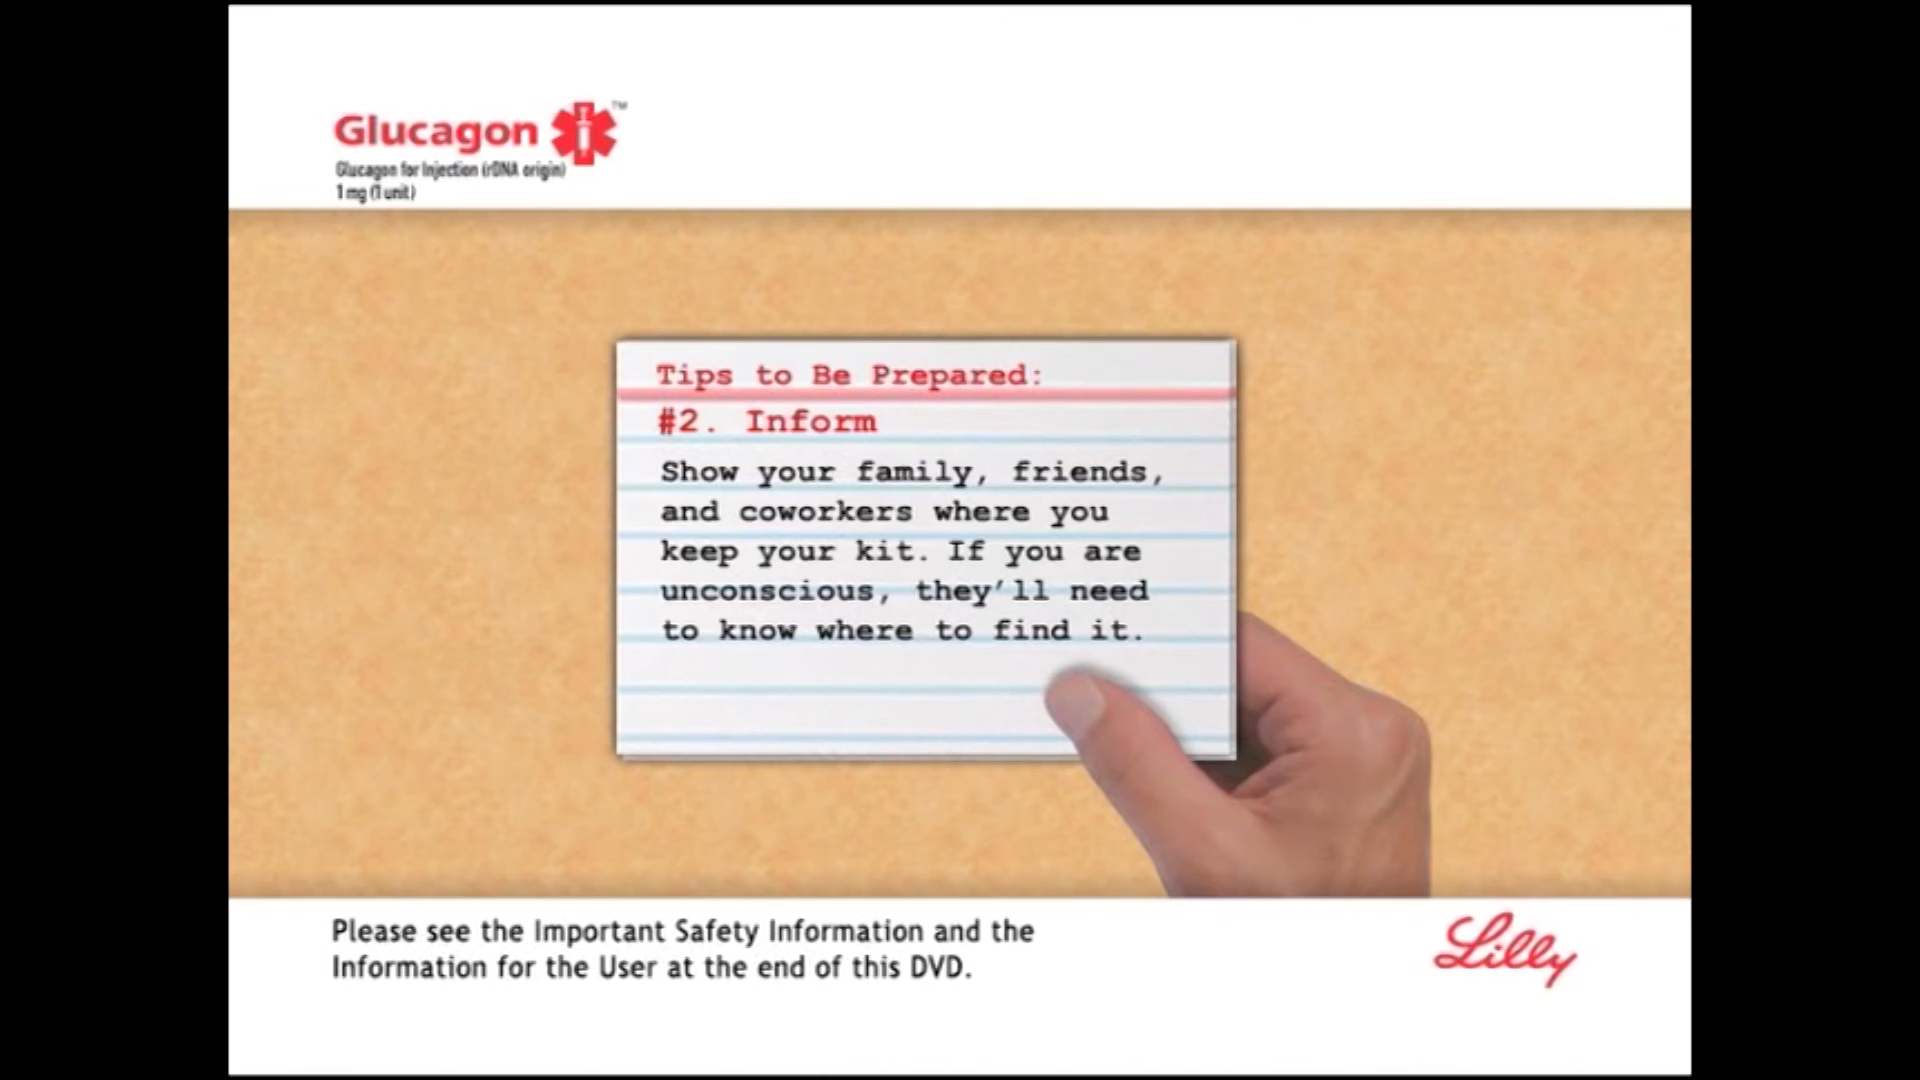 Glucagon ™
Glucagon for Injection (rDNA origin)
1 mg (1 unit)
Tips to Be Prepared:
#2. Inform
Show your family, friends,
and coworkers where you
keep your kit. If you are
unconscious, they'll need
to know where to find it.
Please see the Important Safety Information and the
Information for the User at the end of this DVD.
Lilly